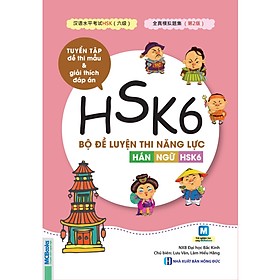 汉语水平考试HSK（六级）
全真模拟题集（第2版）
TUYỂN TẬP
đề thi mẫu
& giải thích
đáp án
HSK6
BỘ ĐỀ LUYỆN THI NĂNG LỰC
HÁN NGỮ HSK6
MCBooks
NXB Đại học Bắc Kinh
Chủ biên: Lưu Vân, Lâm Hiểu Hằng
NHÀ XUẤT BẢN HỒNG ĐỨC